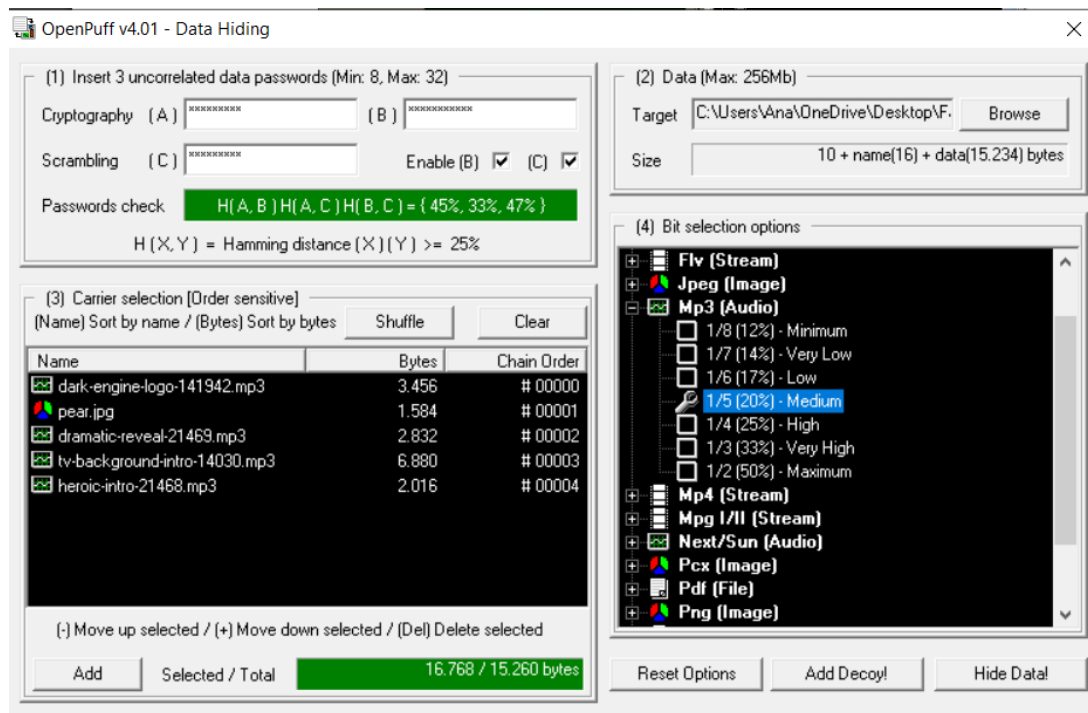 OpenPuff v4.01 - Data Hiding
(1) Insert 3 uncorrelated data passwords (Min: 8, Max: 32)
Cryptography (A) ********* (B) ***********
Scrambling (C) ********* Enable (B) (C)
Passwords check H( A, B ) H( A, C ) H( B, C ) = { 45%, 33%, 47% }
H ( X, Y ) = Hamming distance ( X ) ( Y ) >= 25%
(2) Data (Max: 256Mb)
Target C:\Users\Ana\OneDrive\Desktop\F. Browse
Size 10 + name(16) + data(15.234) bytes
(3) Carrier selection [Order sensitive]
(Name) Sort by name / (Bytes) Sort by bytes Shuffle Clear
Name Bytes Chain Order
dark-engine-logo-141942.mp3 3.456 # 00000
pear.jpg 1.584 # 00001
dramatic-reveal-21469.mp3 2.832 # 00002
tv-background-intro-14030.mp3 6.880 # 00003
heroic-intro-21468.mp3 2.016 # 00004
(-) Move up selected / (+) Move down selected / (Del) Delete selected
Add Selected / Total 16.768 / 15.260 bytes
(4) Bit selection options
Flv (Stream)
Jpeg (Image)
Mp3 (Audio)
1/8 (12%) - Minimum
1/7 (14%) - Very Low
1/6 (17%) - Low
1/5 (20%) - Medium
1/4 (25%) - High
1/3 (33%) - Very High
1/2 (50%) - Maximum
Mp4 (Stream)
Mpg I/II (Stream)
Next/Sun (Audio)
Pcx (Image)
Pdf (File)
Png (Image)
Reset Options Add Decoy! Hide Data!